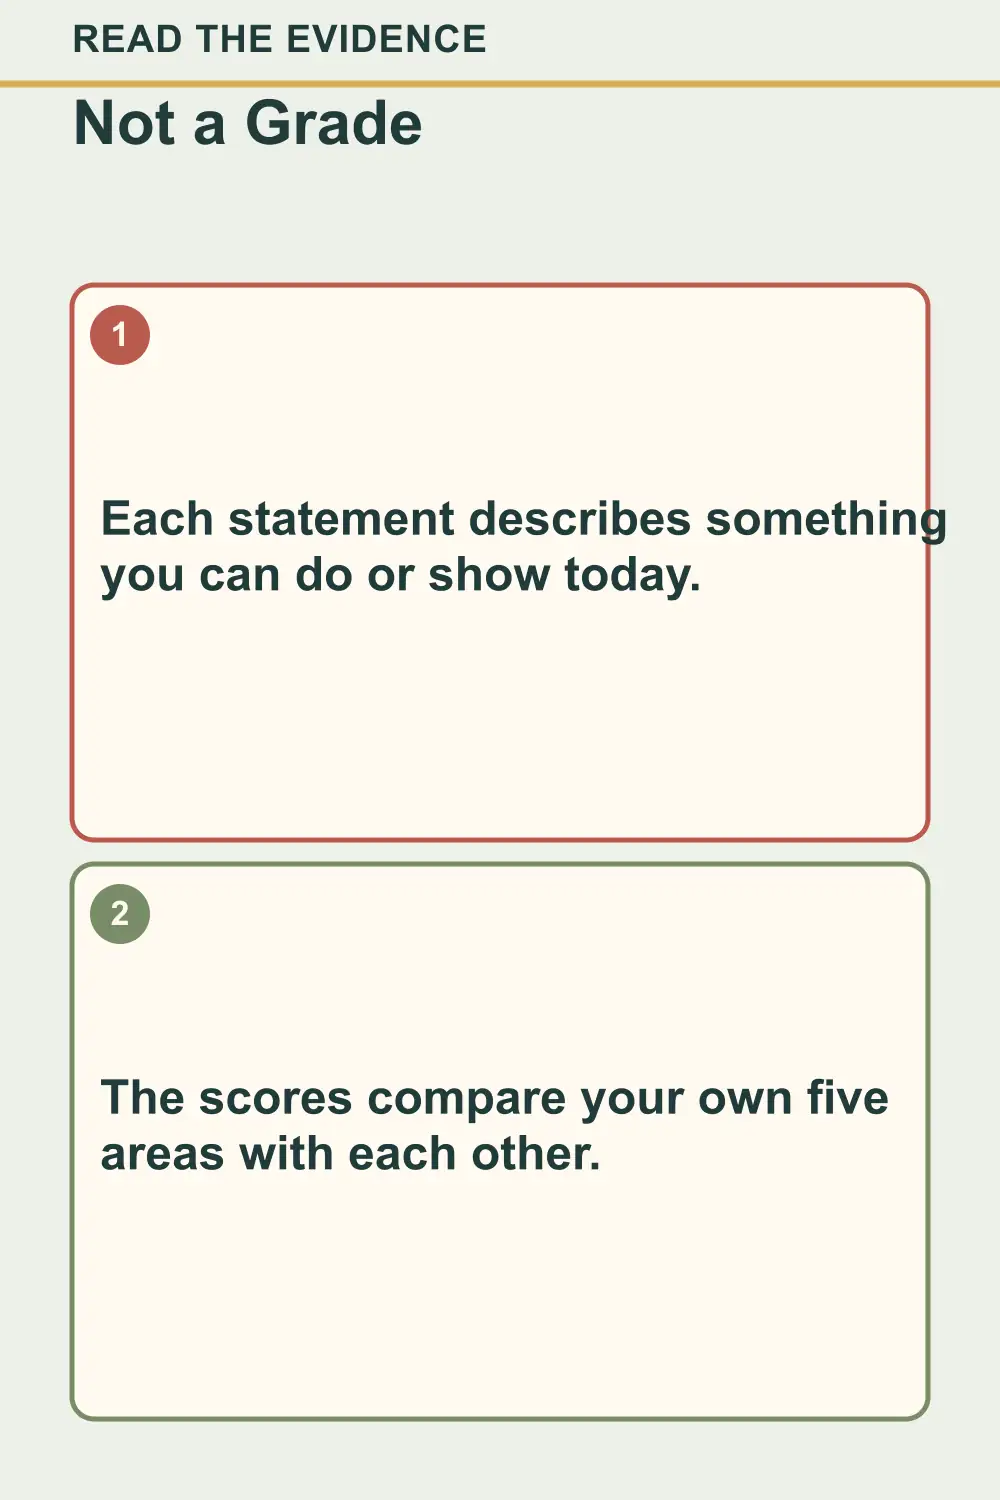 READ THE EVIDENCE
Not a Grade
1
Each statement describes something
you can do or show today.
2
The scores compare your own five
areas with each other.